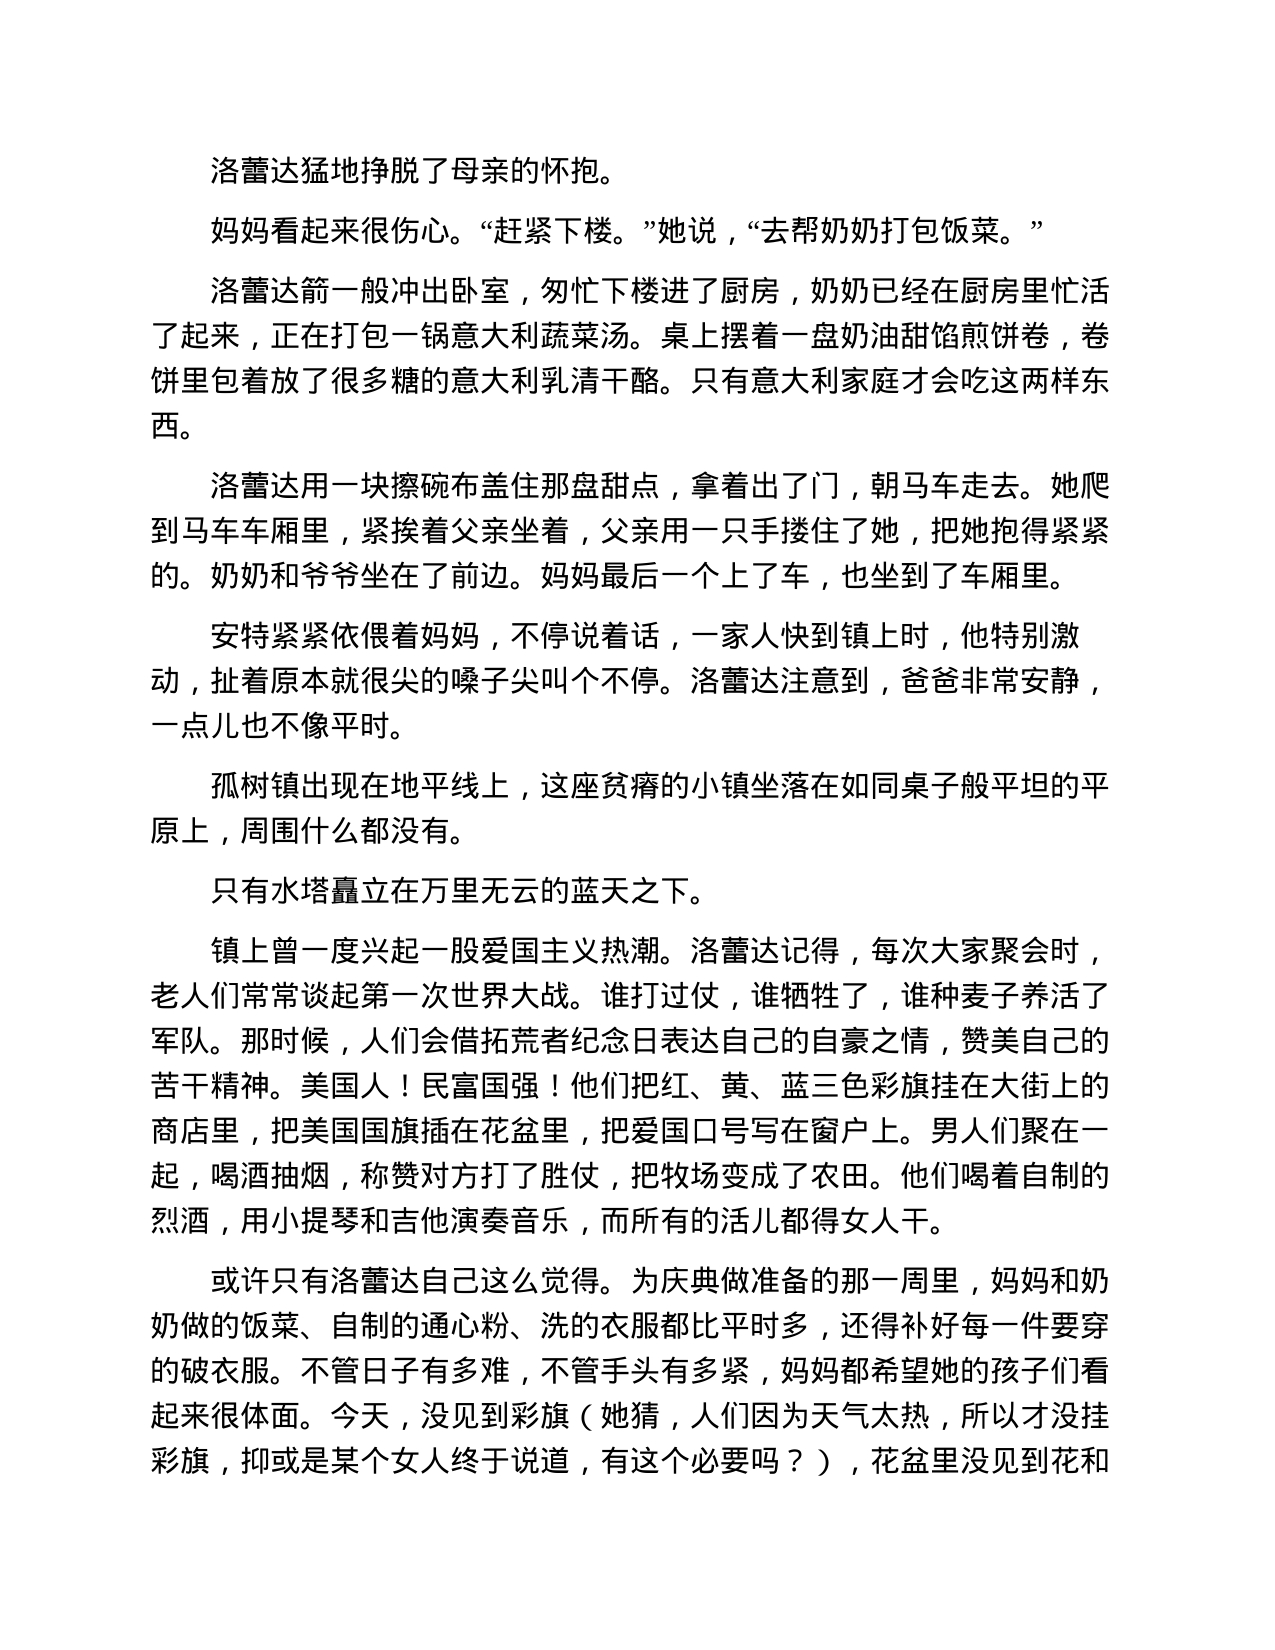 洛蕾达猛地挣脱了母亲的怀抱。
妈妈看起来很伤心。“赶紧下楼。”她说，“去帮奶奶打包饭菜。”
洛蕾达箭一般冲出卧室，匆忙下楼进了厨房，奶奶已经在厨房里忙活
了起来，正在打包一锅意大利蔬菜汤。桌上摆着一盘奶油甜馅煎饼卷，卷
饼里包着放了很多糖的意大利乳清干酪。只有意大利家庭才会吃这两样东
西。
洛蕾达用一块擦碗布盖住那盘甜点，拿着出了门，朝马车走去。她爬
到马车车厢里，紧挨着父亲坐着，父亲用一只手搂住了她，把她抱得紧紧
的。奶奶和爷爷坐在了前边。妈妈最后一个上了车，也坐到了车厢里。
安特紧紧依偎着妈妈，不停说着话，一家人快到镇上时，他特别激
动，扯着原本就很尖的嗓子尖叫个不停。洛蕾达注意到，爸爸非常安静，
一点儿也不像平时。
孤树镇出现在地平线上，这座贫瘠的小镇坐落在如同桌子般平坦的平
原上，周围什么都没有。
只有水塔矗立在万里无云的蓝天之下。
镇上曾一度兴起一股爱国主义热潮。洛蕾达记得，每次大家聚会时，
老人们常常谈起第一次世界大战。谁打过仗，谁牺牲了，谁种麦子养活了
军队。那时候，人们会借拓荒者纪念日表达自己的自豪之情，赞美自己的
苦干精神。美国人！民富国强！他们把红、黄、蓝三色彩旗挂在大街上的
商店里，把美国国旗插在花盆里，把爱国口号写在窗户上。男人们聚在一
起，喝酒抽烟，称赞对方打了胜仗，把牧场变成了农田。他们喝着自制的
烈酒，用小提琴和吉他演奏音乐，而所有的活儿都得女人干。
或许只有洛蕾达自己这么觉得。为庆典做准备的那一周里，妈妈和奶
奶做的饭菜、自制的通心粉、洗的衣服都比平时多，还得补好每一件要穿
的破衣服。不管日子有多难，不管手头有多紧，妈妈都希望她的孩子们看
起来很体面。今天，没见到彩旗（她猜，人们因为天气太热，所以才没挂
彩旗，抑或是某个女人终于说道，有这个必要吗？），花盆里没见到花和